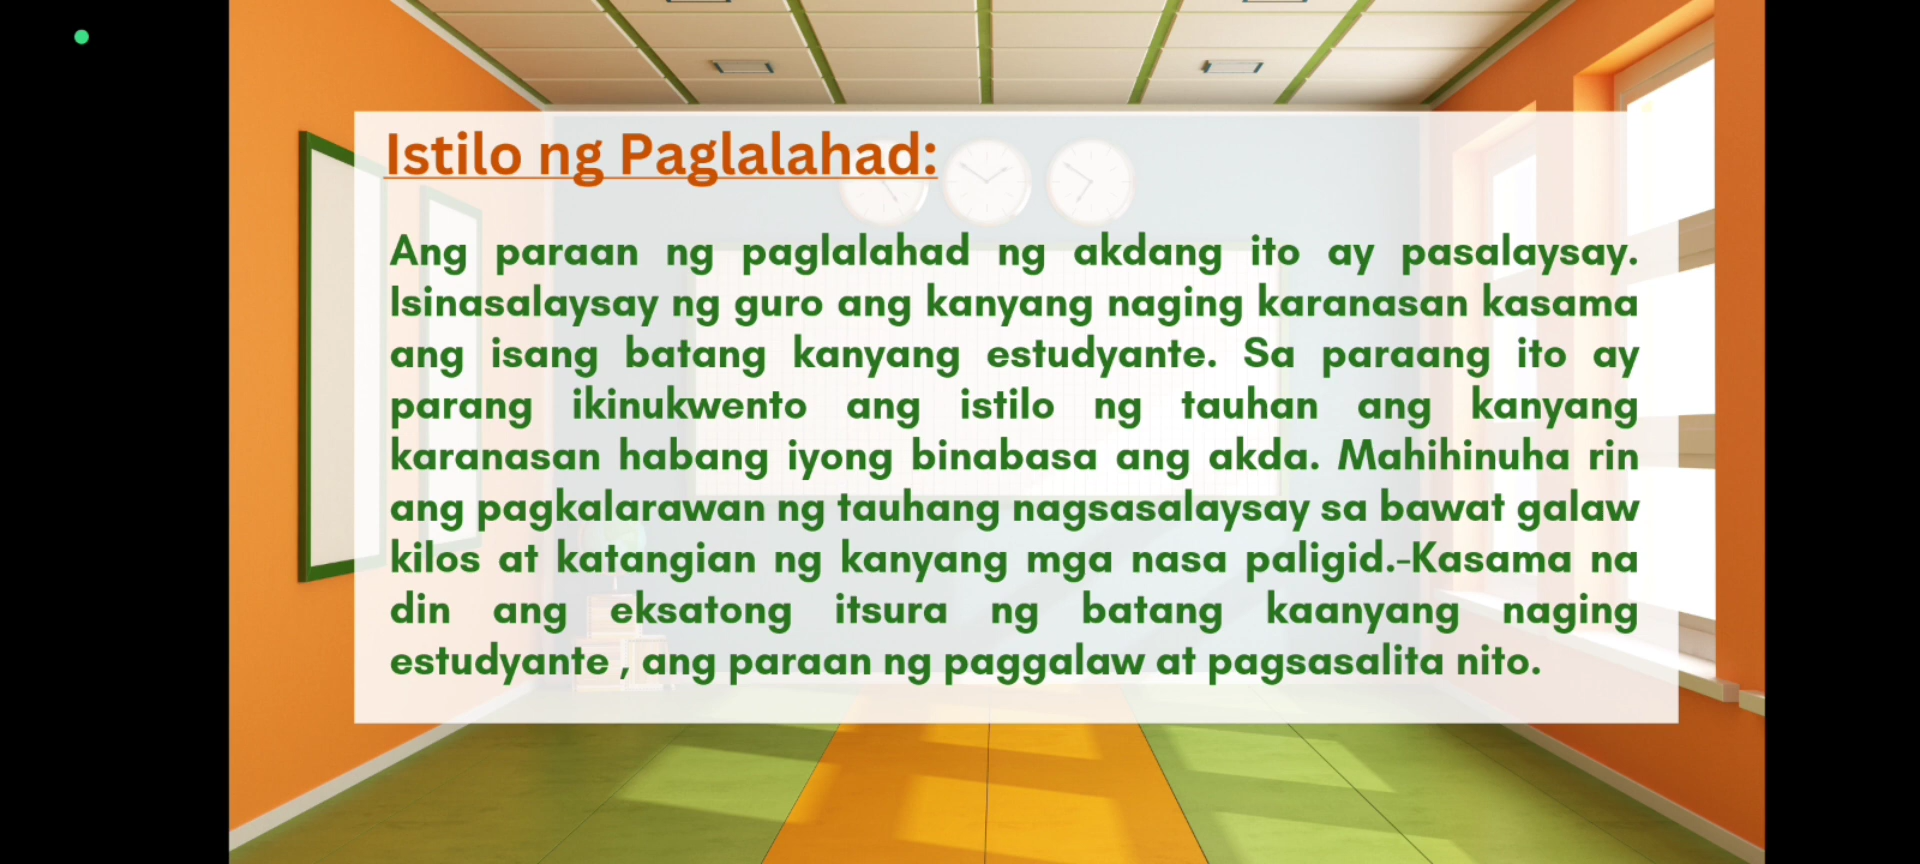 Istilo ng Paglalahad:
Ang paraan ng paglalahad ng akdang ito ay pasalaysay.
Isinasalaysay ng guro ang kanyang naging karanasan kasama
ang isang batang kanyang estudyante. Sa paraang ito ay
parang ikinukwento ang istilo ng tauhan ang kanyang
karanasan habang iyong binabasa ang akda. Mahihinuha rin
ang pagkalarawan ng tauhang nagsasalaysay sa bawat galaw
kilos at katangian ng kanyang mga nasa paligid.-Kasama na
din ang eksatong itsura ng batang kaanyang naging
estudyante , ang paraan ng paggalaw at pagsasalita nito.